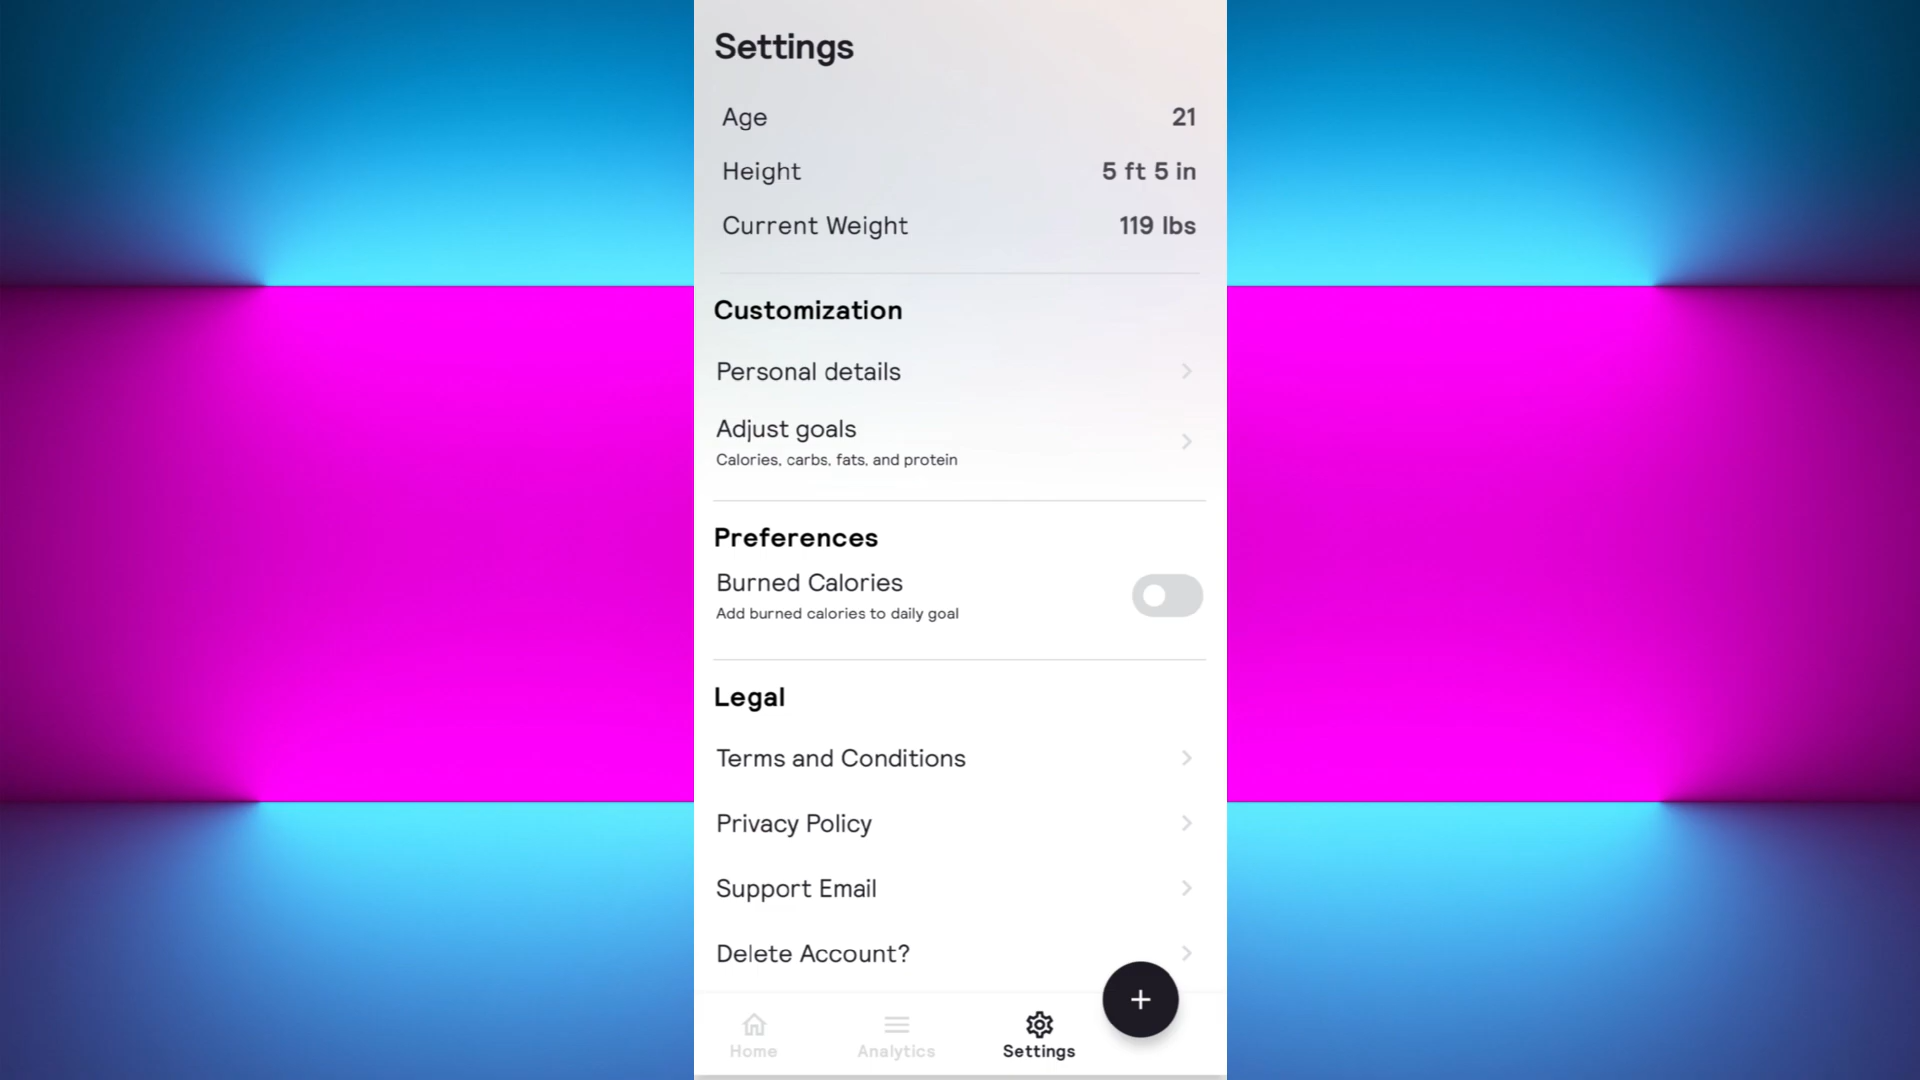 Settings
Age 21
Height 5 ft 5 in
Current Weight 119 lbs
Customization
Personal details
Adjust goals
Calories, carbs, fats, and protein
Preferences
Burned Calories
Add burned calories to daily goal
Legal
Terms and Conditions
Privacy Policy
Support Email
Delete Account?
Home Analytics Settings